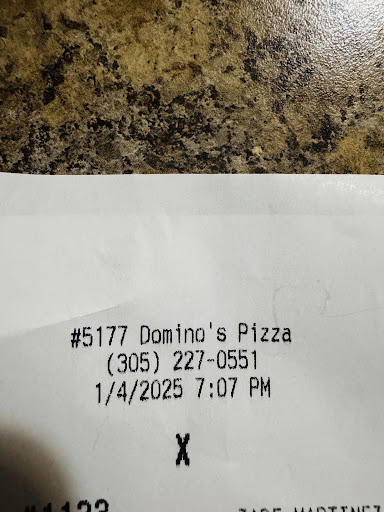 #5177 Domino's Pizza
(305) 227-0551
1/4/2025 7:07 PM
X